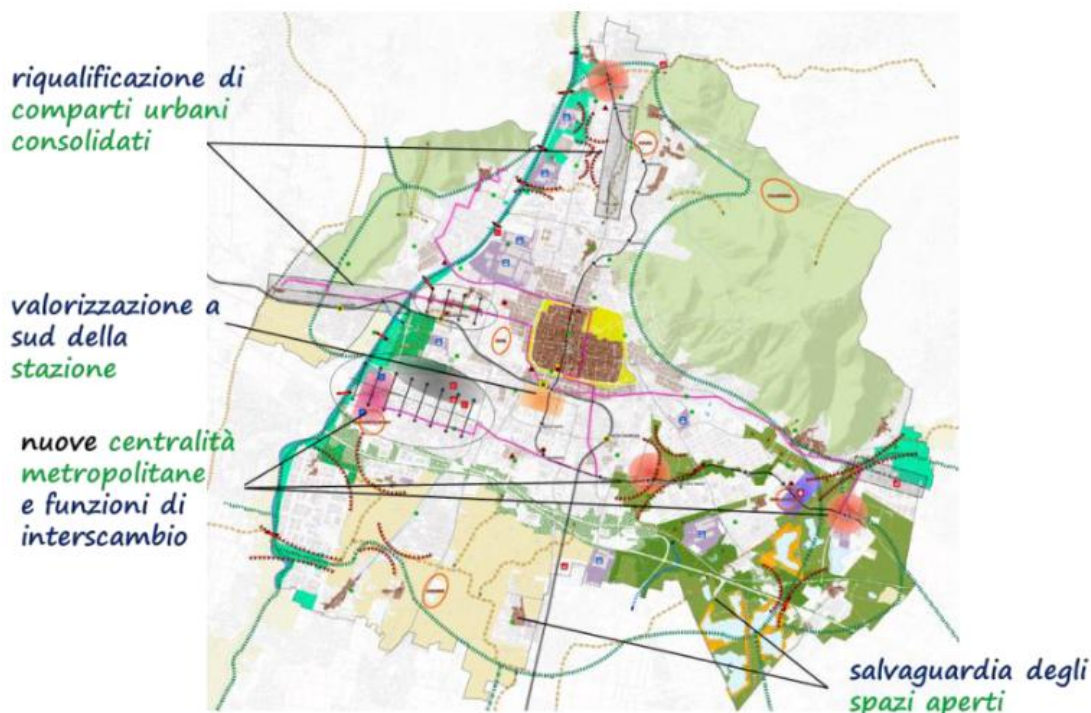 riqualificazione di
comparti urbani
consolidati
valorizzazione a
sud della
stazione
nuove centralità
metropolitane
e funzioni di
interscambio
salvaguardia degli
spazi aperti